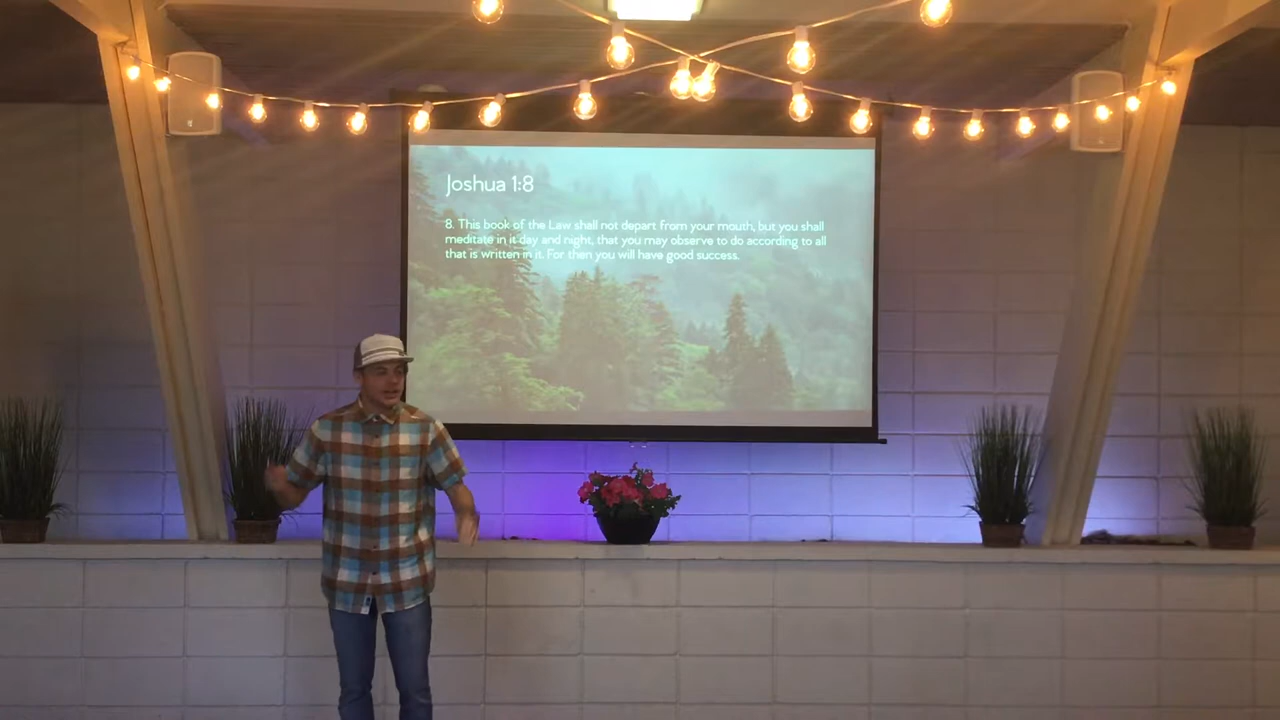 Joshua 1:8
8. This book of the Law shall not depart from your mouth, but you shall
meditate in it day and night, that you may observe to do according to all
that is written in it. For then you will have good success.